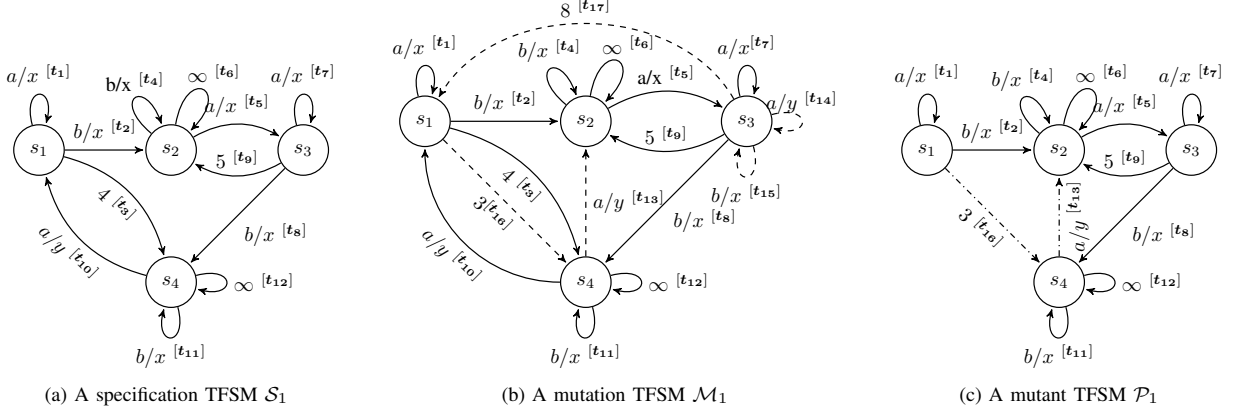 a/x [t1]
b/x [t4]
∞ [t6]
a/x [t7]
b/x [t2]
a/x [t5]
5 [t9]
s1
s2
s3
4 [t3]
a/y [t10]
b/x [t8]
s4
∞ [t12]
b/x [t11]
(a) A specification TFSM S1
8 [t17]
a/x [t1]
b/x [t4]
∞ [t6]
a/x[t7]
a/x [t5]
a/y [t14]
b/x [t2]
5 [t9]
s1
s2
s3
4 [t3]
3[t16]
a/y [t13]
b/x [t15]
b/x [t8]
a/y [t10]
s4
∞ [t12]
b/x [t11]
(b) A mutation TFSM M1
a/x [t1]
b/x [t4]
∞ [t6]
a/x [t7]
b/x [t2]
a/x [t5]
5 [t9]
s1
s2
s3
3 [t16]
a/y [t13]
b/x [t8]
s4
∞ [t12]
b/x [t11]
(c) A mutant TFSM P1